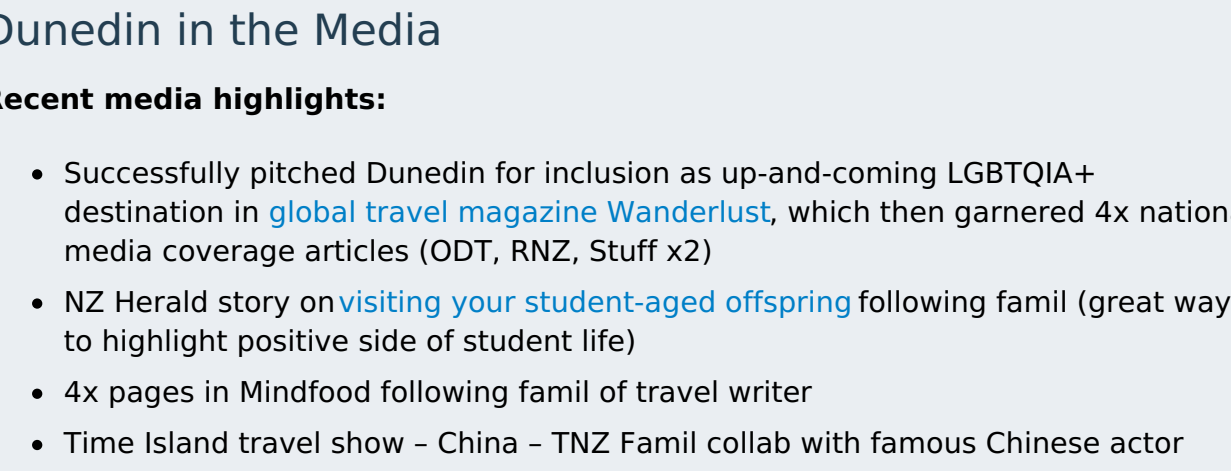 Dunedin in the Media
Recent media highlights:
• Successfully pitched Dunedin for inclusion as up-and-coming LGBTQIA+
destination in global travel magazine Wanderlust, which then garnered 4x nation
media coverage articles (ODT, RNZ, Stuff x2)
• NZ Herald story on visiting your student-aged offspring following famil (great way
to highlight positive side of student life)
• 4x pages in Mindfood following famil of travel writer
• Time Island travel show – China – TNZ Famil collab with famous Chinese actor